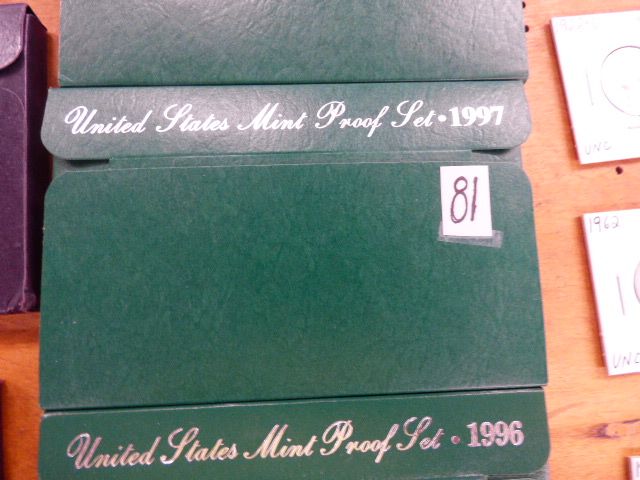 United States Mint Proof Set • 1997
81
United States Mint Proof Set • 1996
UNC
1962
UNC